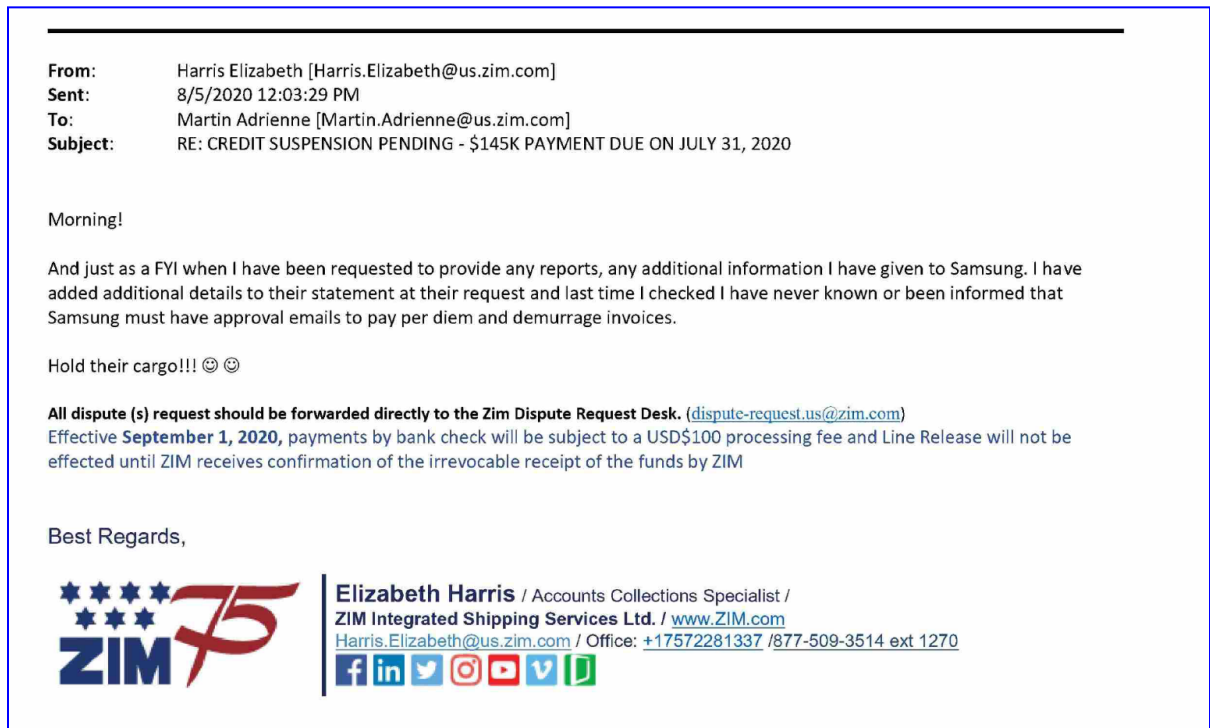 From: Harris Elizabeth [Harris.Elizabeth@us.zim.com]
Sent: 8/5/2020 12:03:29 PM
To: Martin Adrienne [Martin.Adrienne@us.zim.com]
Subject: RE: CREDIT SUSPENSION PENDING - $145K PAYMENT DUE ON JULY 31, 2020
Morning!
And just as a FYI when I have been requested to provide any reports, any additional information I have given to Samsung. I have
added additional details to their statement at their request and last time I checked I have never known or been informed that
Samsung must have approval emails to pay per diem and demurrage invoices.
Hold their cargo!!! ☺ ☺
All dispute (s) request should be forwarded directly to the Zim Dispute Request Desk. (dispute-request.us@zim.com)
Effective September 1, 2020, payments by bank check will be subject to a USD$100 processing fee and Line Release will not be
effected until ZIM receives confirmation of the irrevocable receipt of the funds by ZIM
Best Regards,
ZIM 75
Elizabeth Harris / Accounts Collections Specialist /
ZIM Integrated Shipping Services Ltd. / www.ZIM.com
Harris.Elizabeth@us.zim.com / Office: +17572281337 /877-509-3514 ext 1270